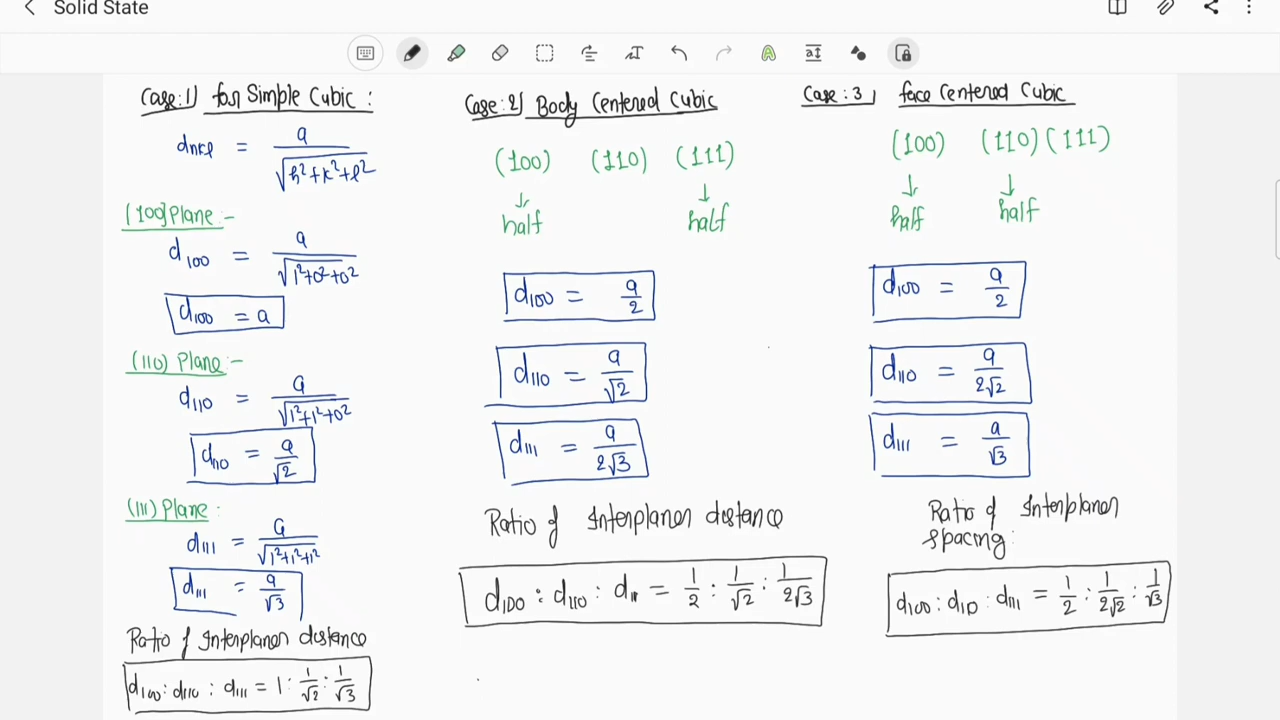 Solid State
Case:1) for Simple Cubic:
dhkl = a / √h²+k²+l²
(100) Plane:-
d100 = a / √1²+0²+0²
d100 = a
(110) Plane:-
d110 = a / √1²+1²+0²
d110 = a / √2
(111) Plane:
d111 = a / √1²+1²+1²
d111 = a / √3
Ratio of Interplaner distance
d100 : d110 : d111 = 1 : 1/√2 : 1/√3
Case:2) Body Centered Cubic
(100) (110) (111)
half half
d100 = a/2
d110 = a/√2
d111 = a/2√3
Ratio of Interplaner distance
d100 : d110 : d11 = 1/2 : 1/√2 : 1/2√3
Case:3, face Centered Cubic
(100) (110) (111)
half half
d100 = a/2
d110 = a/2√2
d111 = a/√3
Ratio of Interplaner
spacing:
d100 : d110 : d111 = 1/2 : 1/2√2 : 1/√3